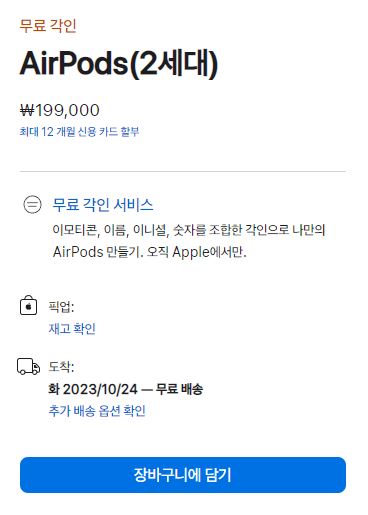 무료 각인
AirPods(2세대)
₩199,000
최대 12 개월 신용 카드 할부
무료 각인 서비스
이모티콘, 이름, 이니셜, 숫자를 조합한 각인으로 나만의
AirPods 만들기. 오직 Apple에서만.
픽업:
재고 확인
도착:
화 2023/10/24 — 무료 배송
추가 배송 옵션 확인
장바구니에 담기